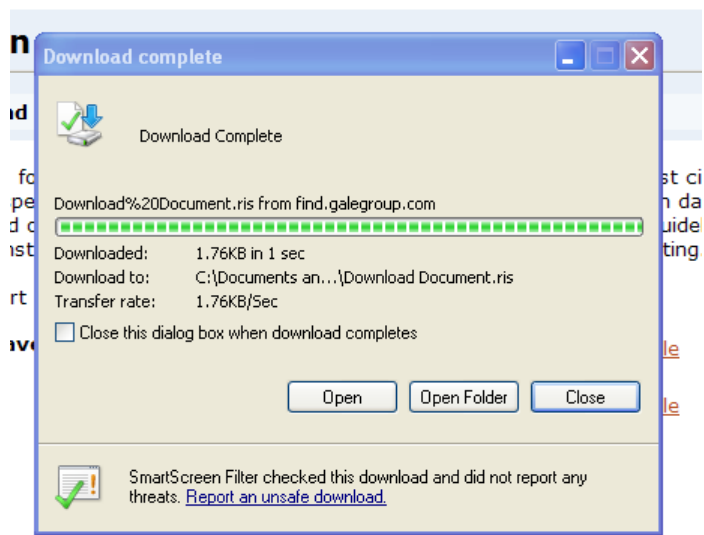 Download complete
Download Complete
Download%20Document.ris from find.galegroup.com
Downloaded: 1.76KB in 1 sec
Download to: C:\Documents an...\Download Document.ris
Transfer rate: 1.76KB/Sec
Close this dialog box when download completes
Open Open Folder Close
SmartScreen Filter checked this download and did not report any
threats. Report an unsafe download.